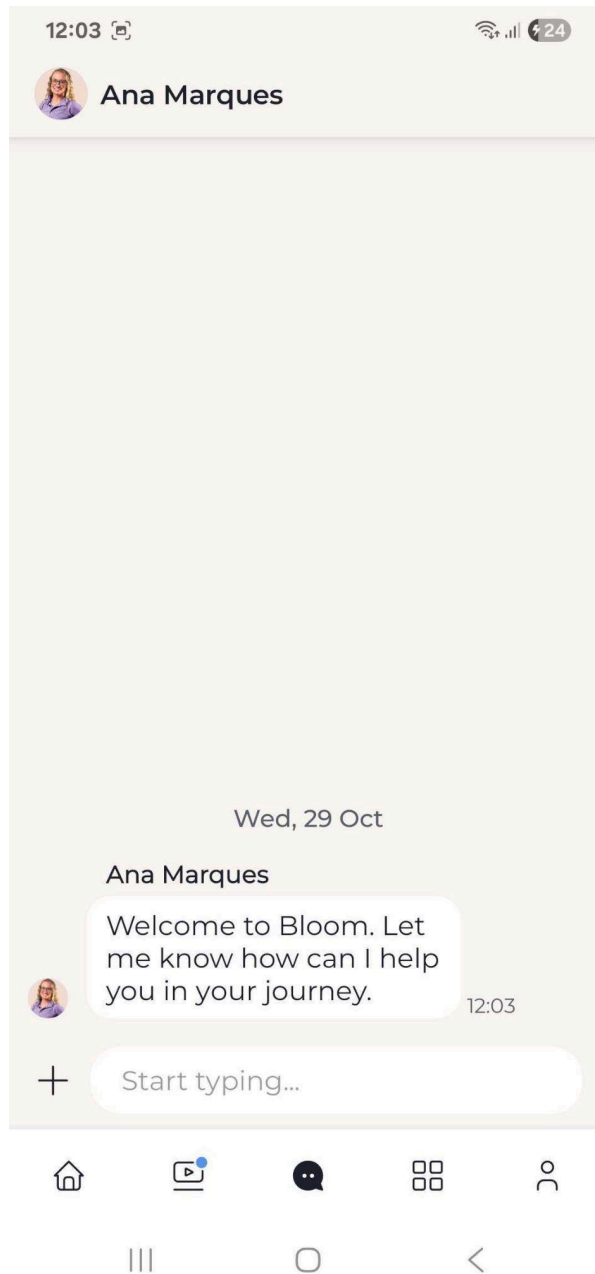 12:03
24
Ana Marques
Wed, 29 Oct
Ana Marques
Welcome to Bloom. Let
me know how can I help
you in your journey.
12:03
Start typing...